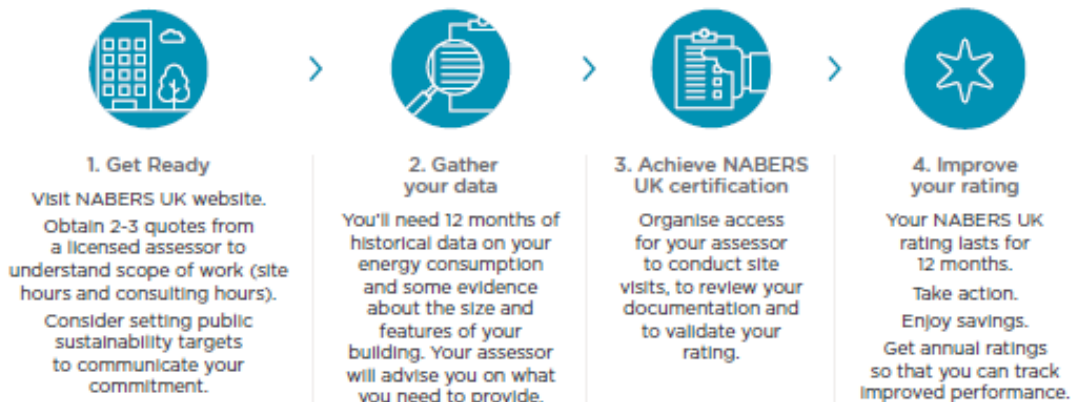 1. Get Ready
Visit NABERS UK website.
Obtain 2-3 quotes from
a licensed assessor to
understand scope of work (site
hours and consulting hours).
Consider setting public
sustainability targets
to communicate your
commitment.
2. Gather
your data
You'll need 12 months of
historical data on your
energy consumption
and some evidence
about the size and
features of your
building. Your assessor
will advise you on what
you need to provide.
3. Achieve NABERS
UK certification
Organise access
for your assessor
to conduct site
visits, to review your
documentation and
to validate your
rating.
4. Improve
your rating
Your NABERS UK
rating lasts for
12 months.
Take action.
Enjoy savings.
Get annual ratings
so that you can track
improved performance.